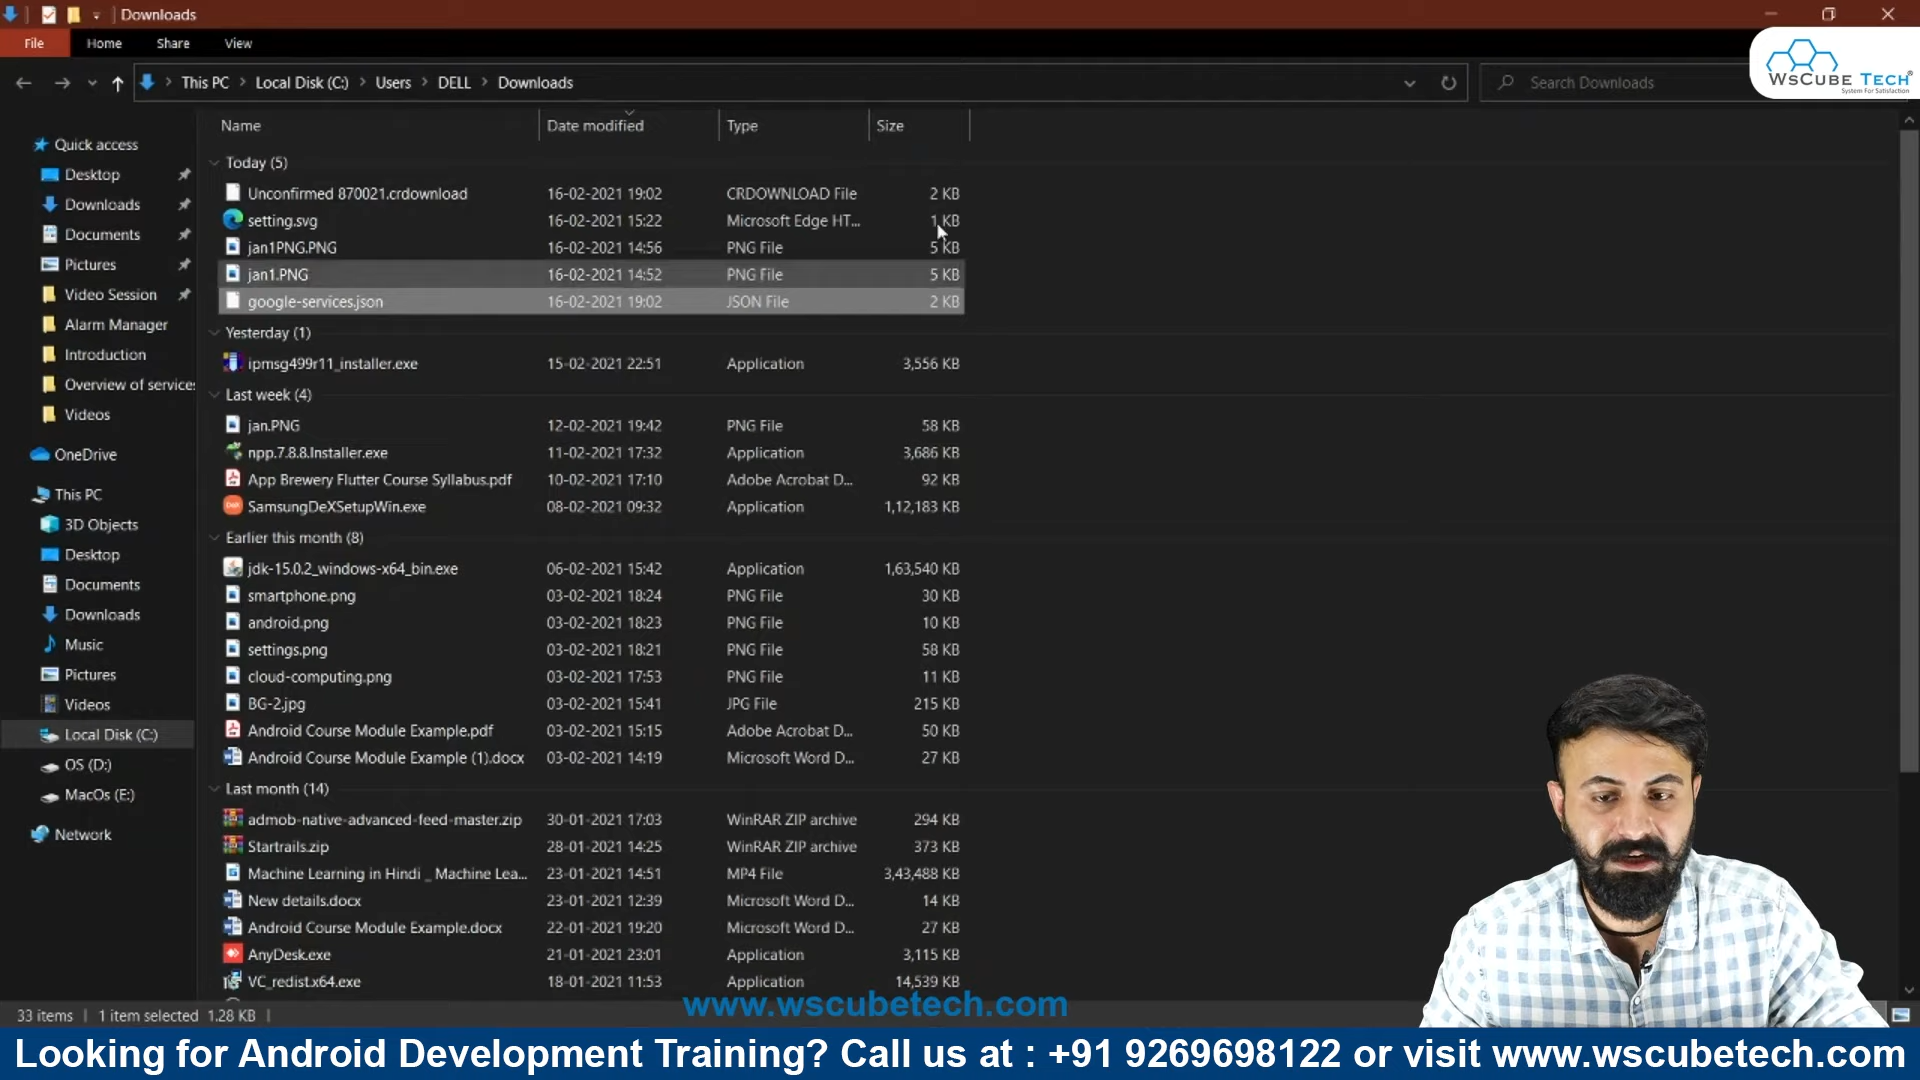 Downloads
File Home Share View
This PC Local Disk (C:) Users DELL Downloads
Search Downloads
WsCube Tech
System For Satisfaction
Name Date modified Type Size
Quick access
Desktop
Downloads
Documents
Pictures
Video Session
Alarm Manager
Introduction
Overview of services
Videos
OneDrive
This PC
3D Objects
Desktop
Documents
Downloads
Music
Pictures
Videos
Local Disk (C:)
OS (D:)
MacOs (E:)
Network
Today (5)
Unconfirmed 870021.crdownload 16-02-2021 19:02 CRDOWNLOAD File 2 KB
setting.svg 16-02-2021 15:22 Microsoft Edge HT... 1 KB
jan1PNG.PNG 16-02-2021 14:56 PNG File 5 KB
jan1.PNG 16-02-2021 14:52 PNG File 5 KB
google-services.json 16-02-2021 19:02 JSON File 2 KB
Yesterday (1)
ipmsg499r11_installer.exe 15-02-2021 22:51 Application 3,556 KB
Last week (4)
jan.PNG 12-02-2021 19:42 PNG File 58 KB
npp.7.8.8.Installer.exe 11-02-2021 17:32 Application 3,686 KB
App Brewery Flutter Course Syllabus.pdf 10-02-2021 17:10 Adobe Acrobat D... 92 KB
SamsungDeXSetupWin.exe 08-02-2021 09:32 Application 1,12,183 KB
Earlier this month (8)
jdk-15.0.2_windows-x64_bin.exe 06-02-2021 15:42 Application 1,63,540 KB
smartphone.png 03-02-2021 18:24 PNG File 30 KB
android.png 03-02-2021 18:23 PNG File 10 KB
settings.png 03-02-2021 18:21 PNG File 58 KB
cloud-computing.png 03-02-2021 17:53 PNG File 11 KB
BG-2.jpg 03-02-2021 15:41 JPG File 215 KB
Android Course Module Example.pdf 03-02-2021 15:15 Adobe Acrobat D... 50 KB
Android Course Module Example (1).docx 03-02-2021 14:19 Microsoft Word D... 27 KB
Last month (14)
admob-native-advanced-feed-master.zip 30-01-2021 17:03 WinRAR ZIP archive 294 KB
Startrails.zip 28-01-2021 14:25 WinRAR ZIP archive 373 KB
Machine Learning in Hindi _ Machine Lea... 23-01-2021 14:51 MP4 File 3,43,488 KB
New details.docx 23-01-2021 12:39 Microsoft Word D... 14 KB
Android Course Module Example.docx 22-01-2021 19:20 Microsoft Word D... 27 KB
AnyDesk.exe 21-01-2021 23:01 Application 3,115 KB
VC_redist.x64.exe 18-01-2021 11:53 Application 14,539 KB
www.wscubetech.com
33 items 1 item selected 1.28 KB
Looking for Android Development Training? Call us at : +91 9269698122 or visit www.wscubetech.com